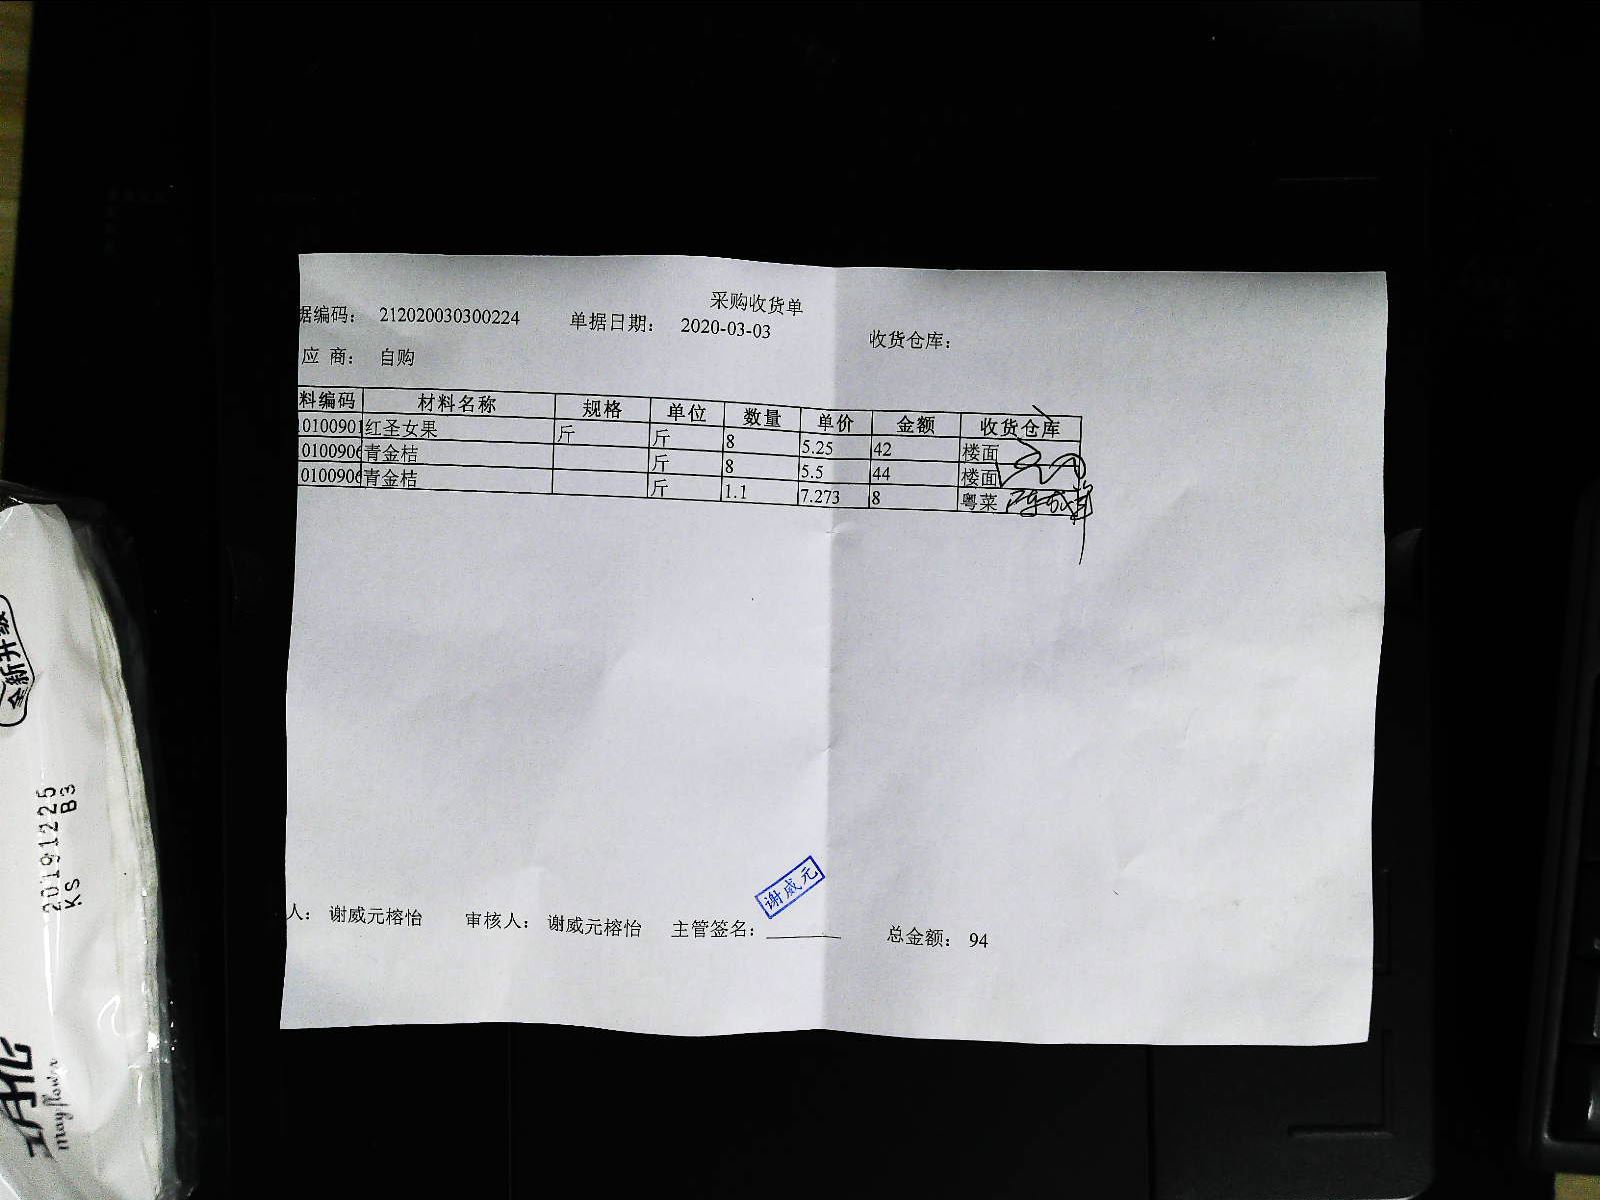 采购收货单
据编码： 212020030300224 单据日期： 2020-03-03 收货仓库：
应 商： 自购
料编码 材料名称 规格 单位 数量 单价 金额 收货仓库
0100901 红圣女果 斤 斤 8 5.25 42 楼面
0100906 青金桔 斤 8 5.5 44 楼面
0100906 青金桔 斤 1.1 7.273 8 粤菜
谢威元
人： 谢威元榕怡 审核人： 谢威元榕怡 主管签名： 总金额： 94
全新升级
20191225
KS B3
Mayflower